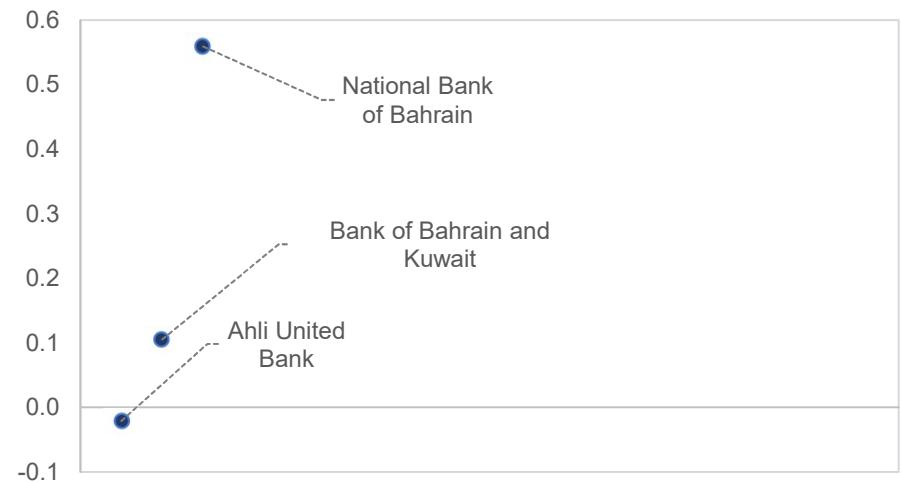 0.6
0.5
National Bank
of Bahrain
0.4
0.3
Bank of Bahrain and
Kuwait
0.2
0.1
Ahli United
Bank
0.0
-0.1